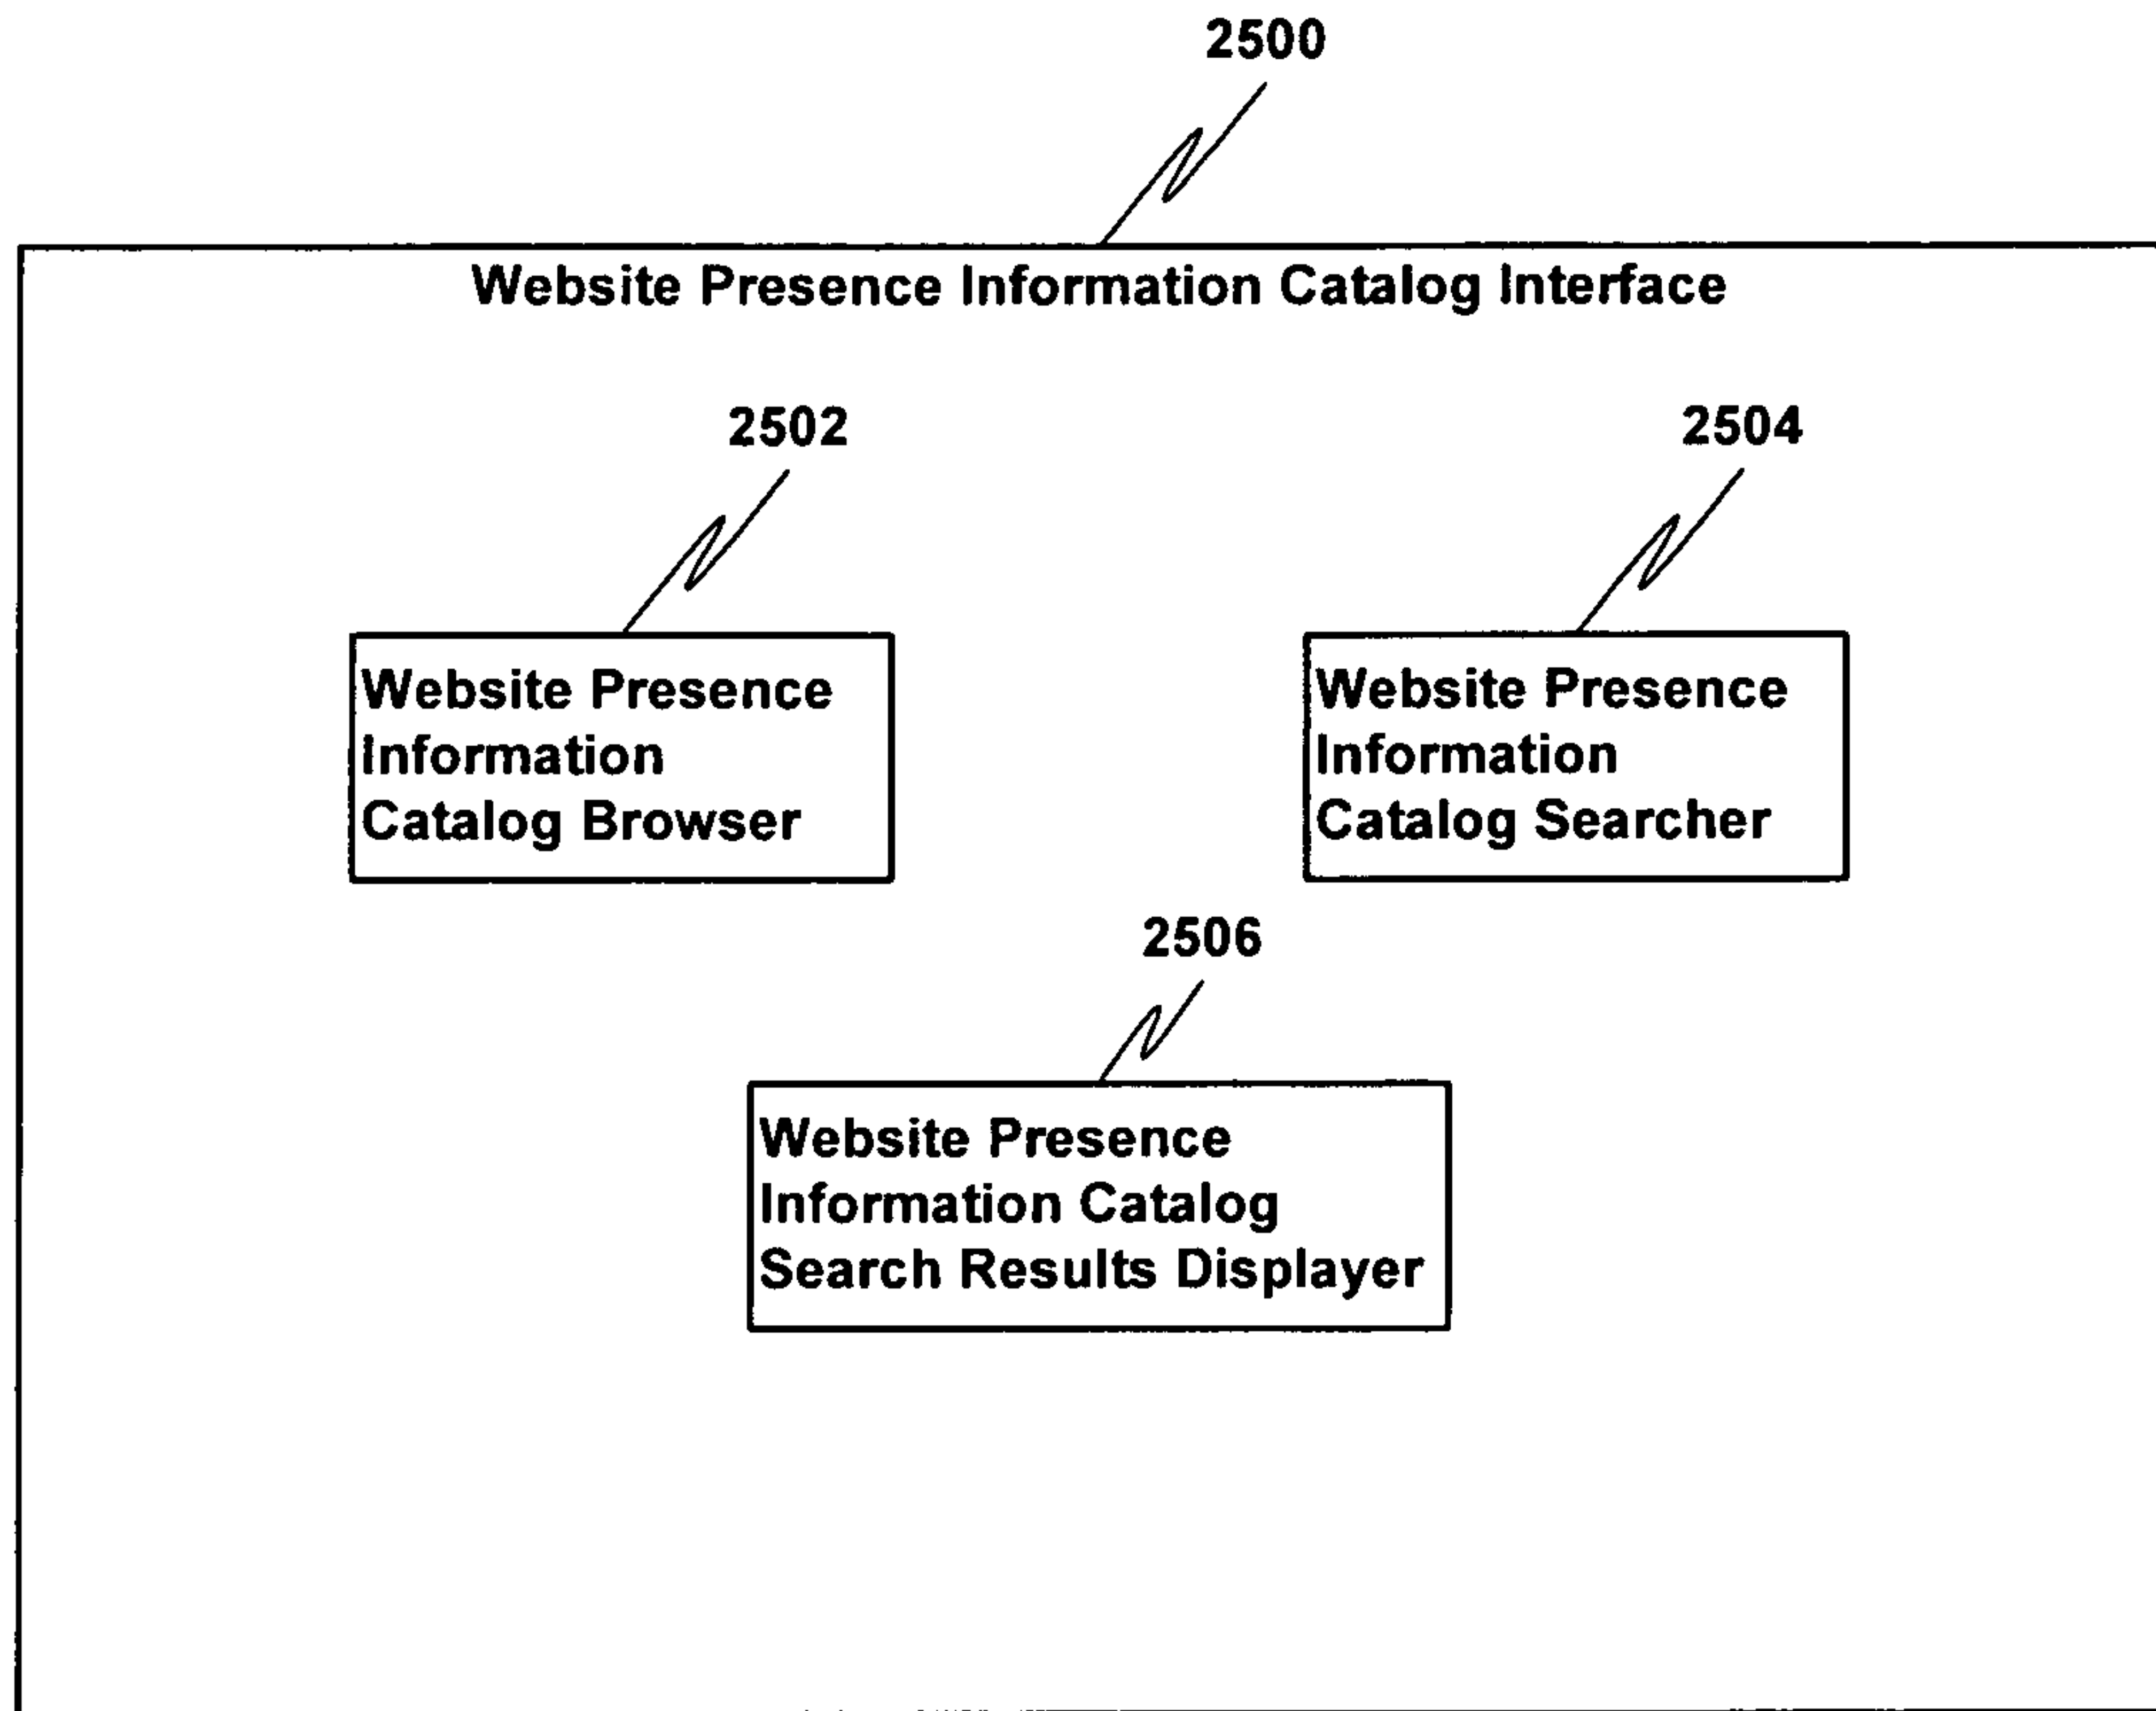 2500
Website Presence Information Catalog Interface
2502
2504
Website Presence
Information
Catalog Browser
Website Presence
Information
Catalog Searcher
2506
Website Presence
Information Catalog
Search Results Displayer